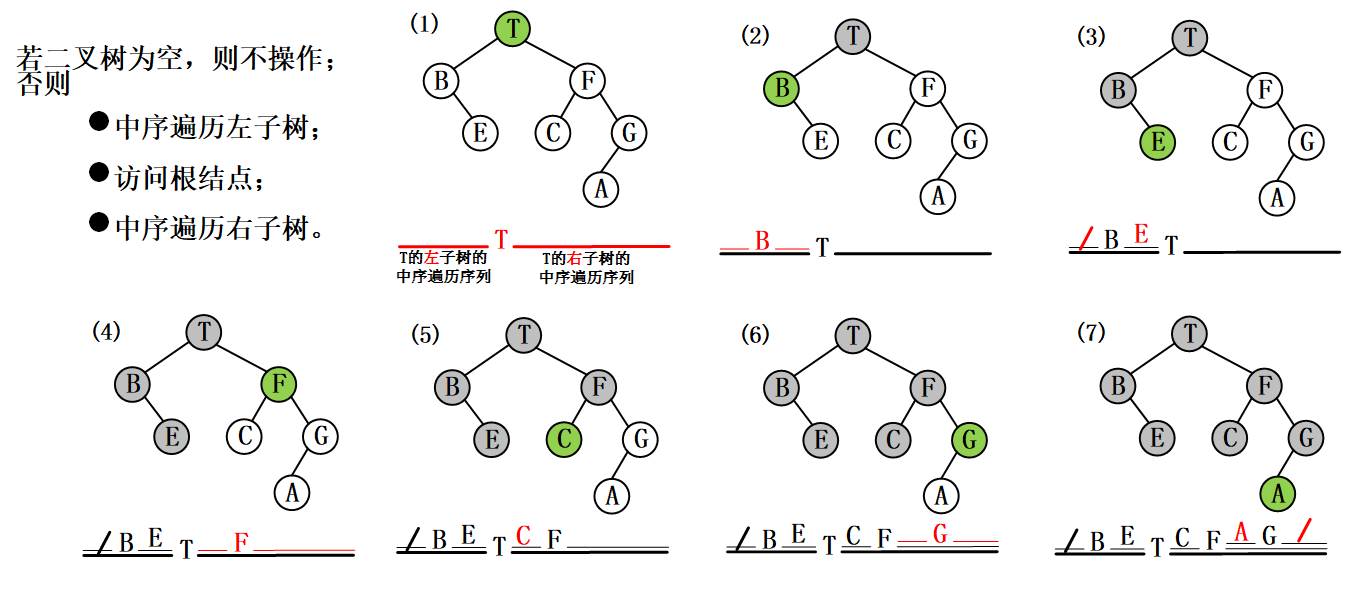 若二叉树为空，则不操作；
否则
● 中序遍历左子树；
● 访问根结点；
● 中序遍历右子树。
(1)
T
B F
E C G
A
T
T的左子树的
中序遍历序列
T的右子树的
中序遍历序列
(2)
T
B F
E C G
A
B T
(3)
T
B F
E C G
A
/ B E T
(4)
T
B F
E C G
A
/ B E T F
(5)
T
B F
E C G
A
/ B E T C F
(6)
T
B F
E C G
A
/ B E T C F G
(7)
T
B F
E C G
A
/ B E T C F A G /